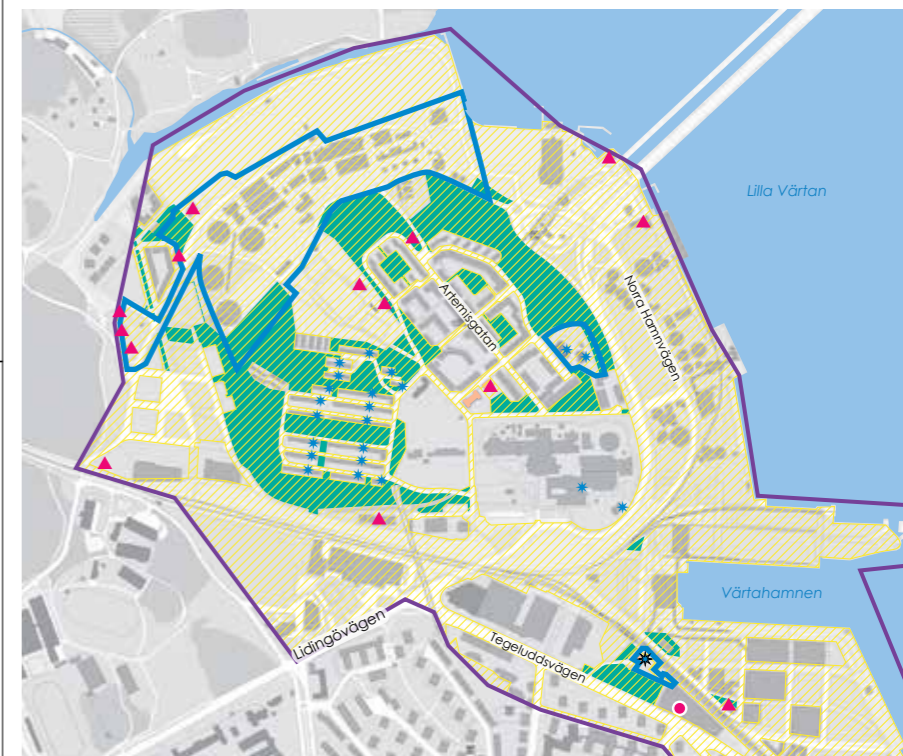 Lilla Värtan
Norra Hamnvägen
Artemisgatan
Värtahamnen
Lidingövägen
Tegeluddsvägen